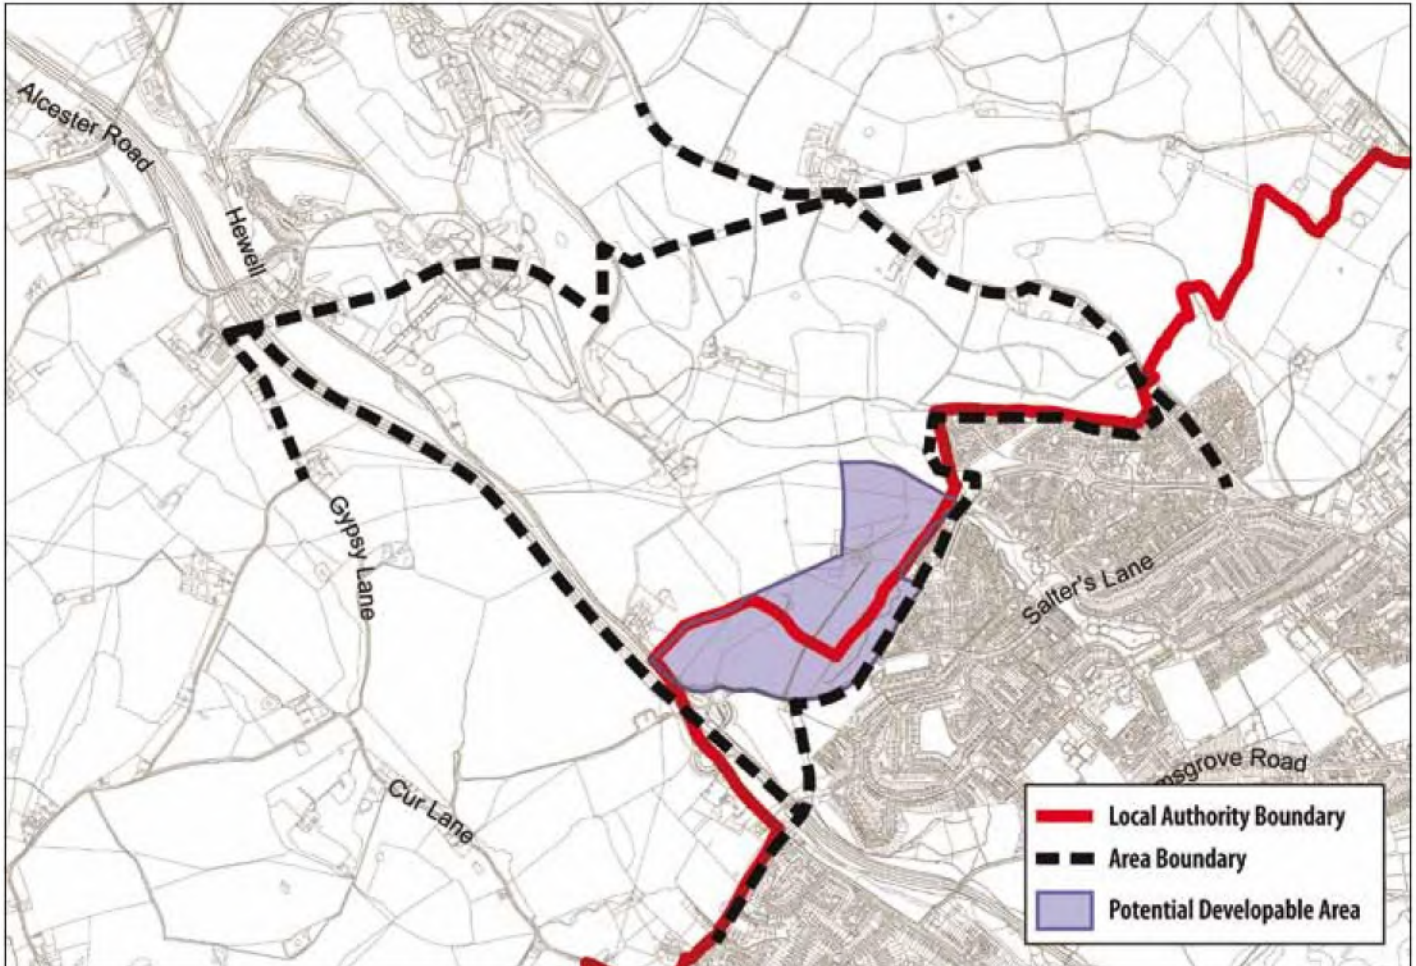 Alcester Road
Hewell
Gypsy Lane
Salter's Lane
Cur Lane
msgrove Road
Local Authority Boundary
Area Boundary
Potential Developable Area